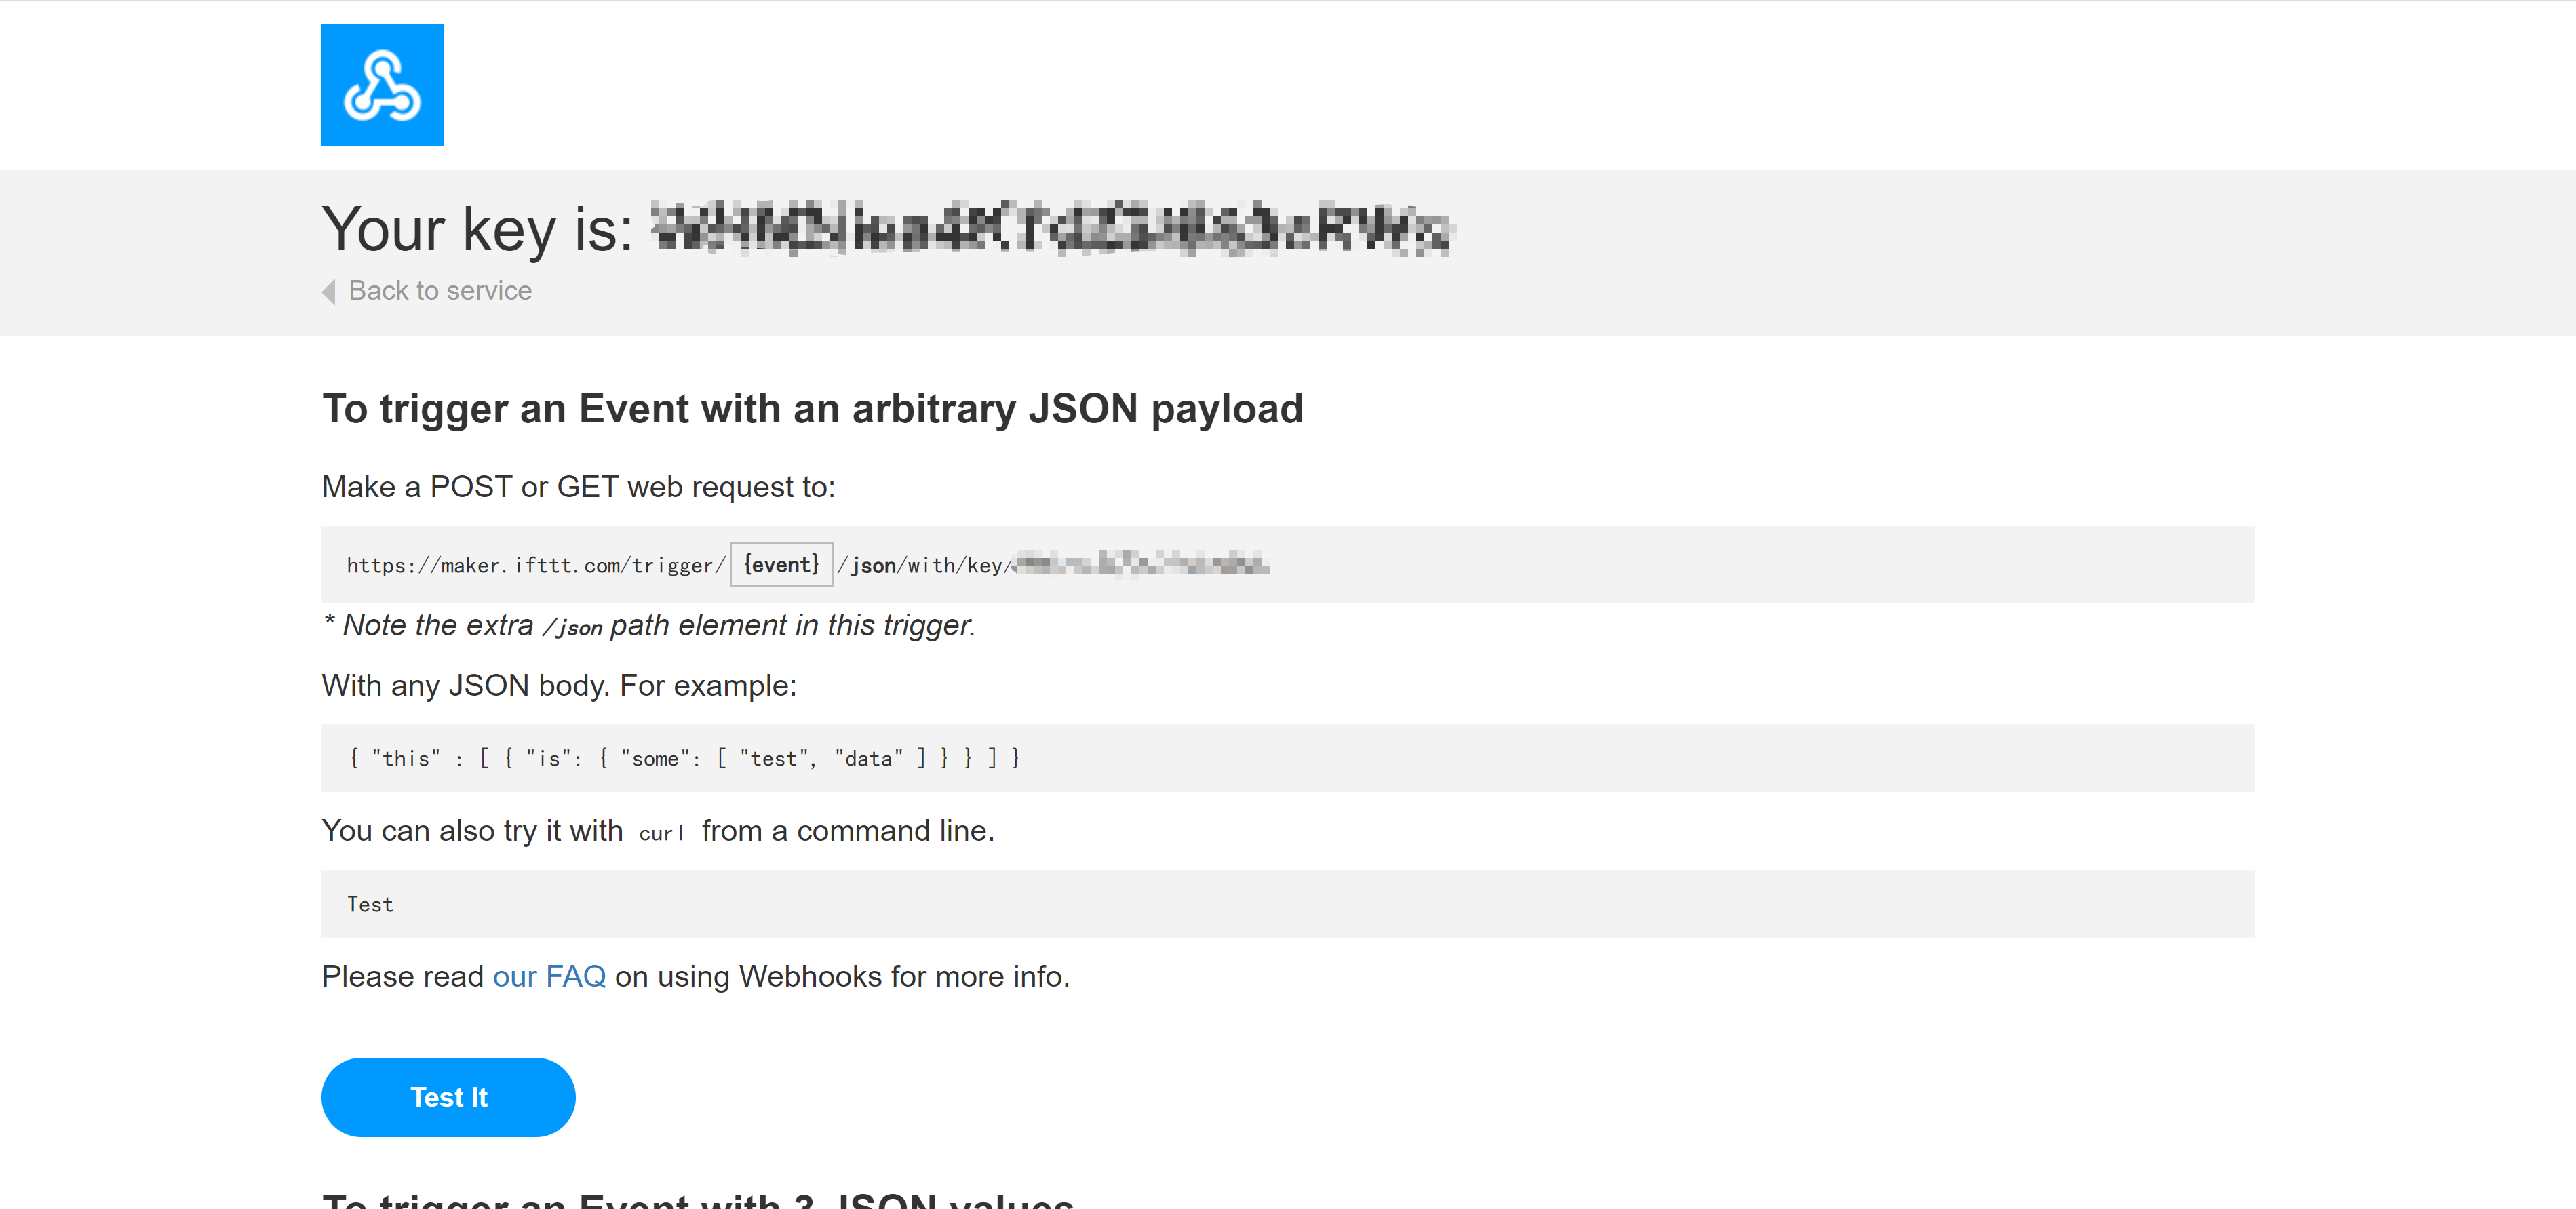 Your key is:
Back to service
To trigger an Event with an arbitrary JSON payload
Make a POST or GET web request to:
https://maker.ifttt.com/trigger/ {event} /json/with/key/
* Note the extra /json path element in this trigger.
With any JSON body. For example:
{ "this" : [ { "is": { "some": [ "test", "data" ] } } ] }
You can also try it with curl from a command line.
Test
Please read our FAQ on using Webhooks for more info.
Test It
To trigger an Event with 3 JSON values